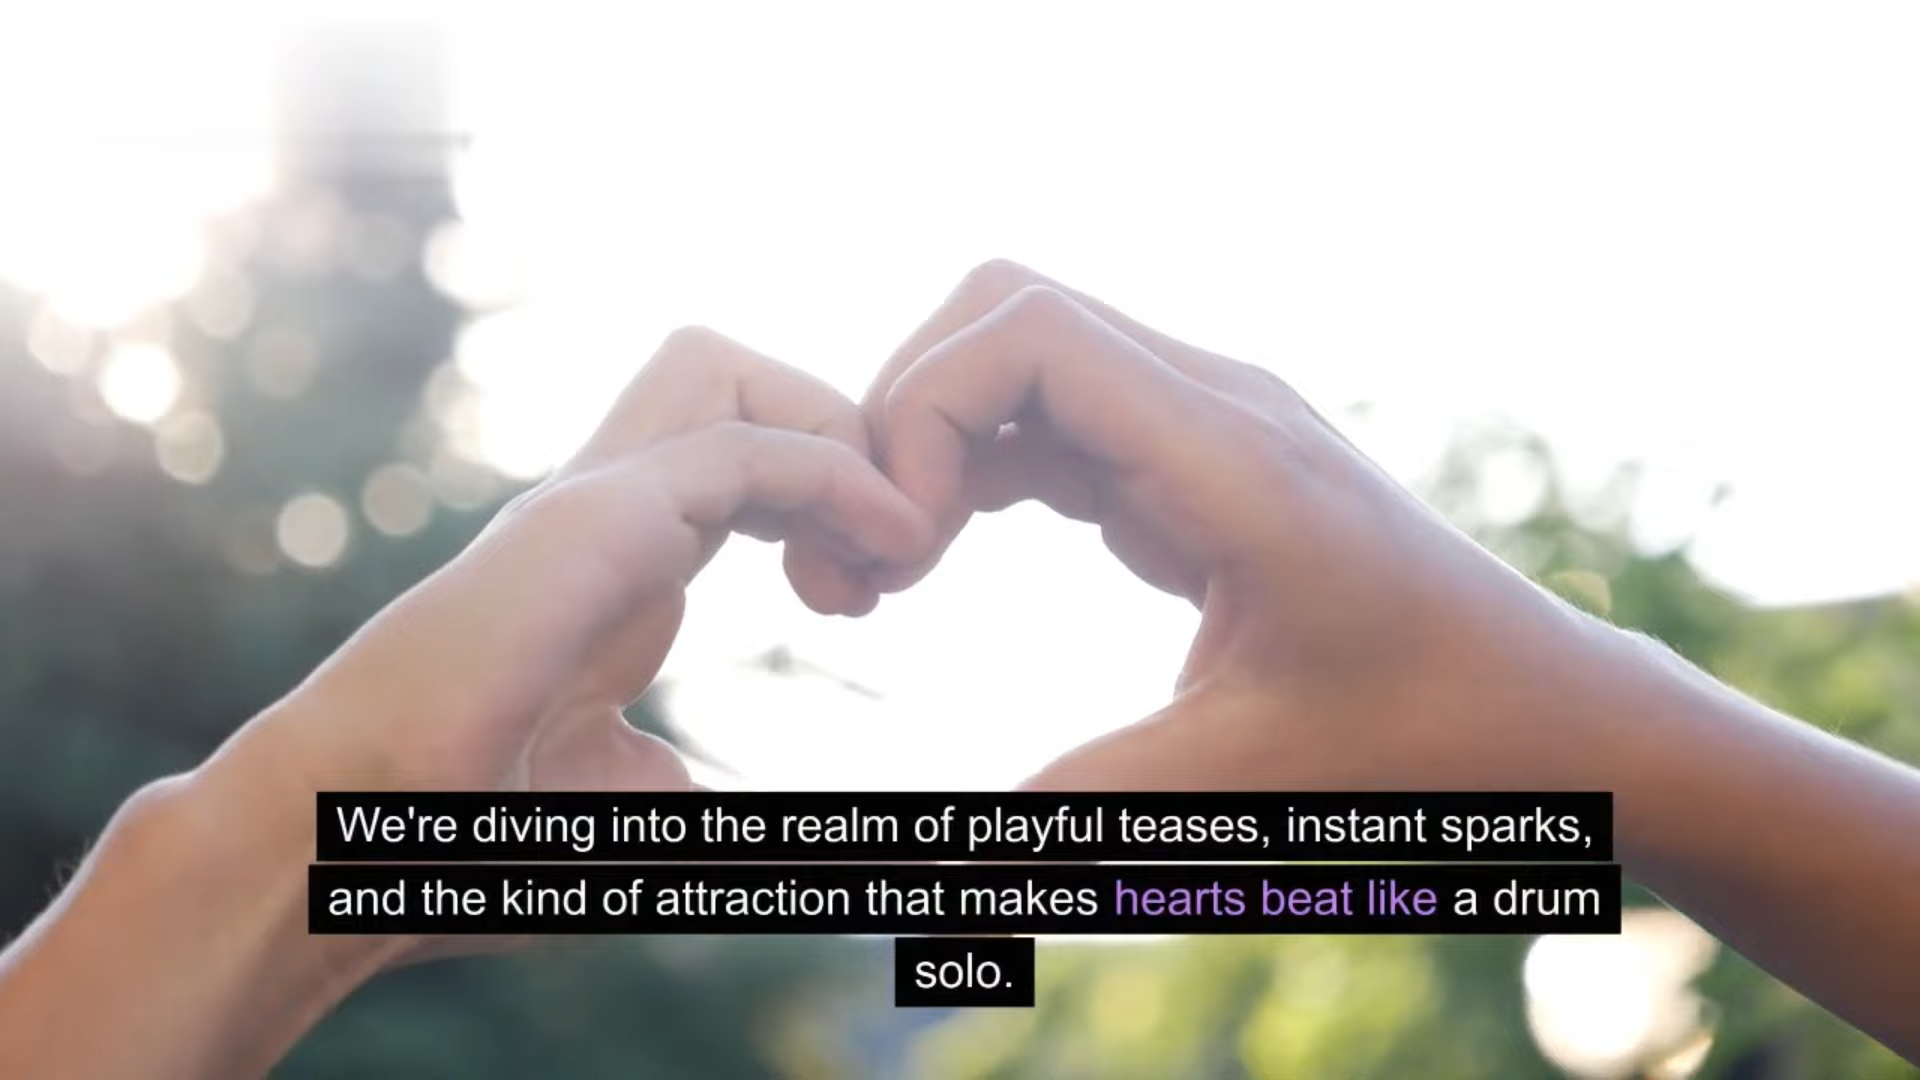 We're diving into the realm of playful teases, instant sparks,
and the kind of attraction that makes hearts beat like a drum
solo.